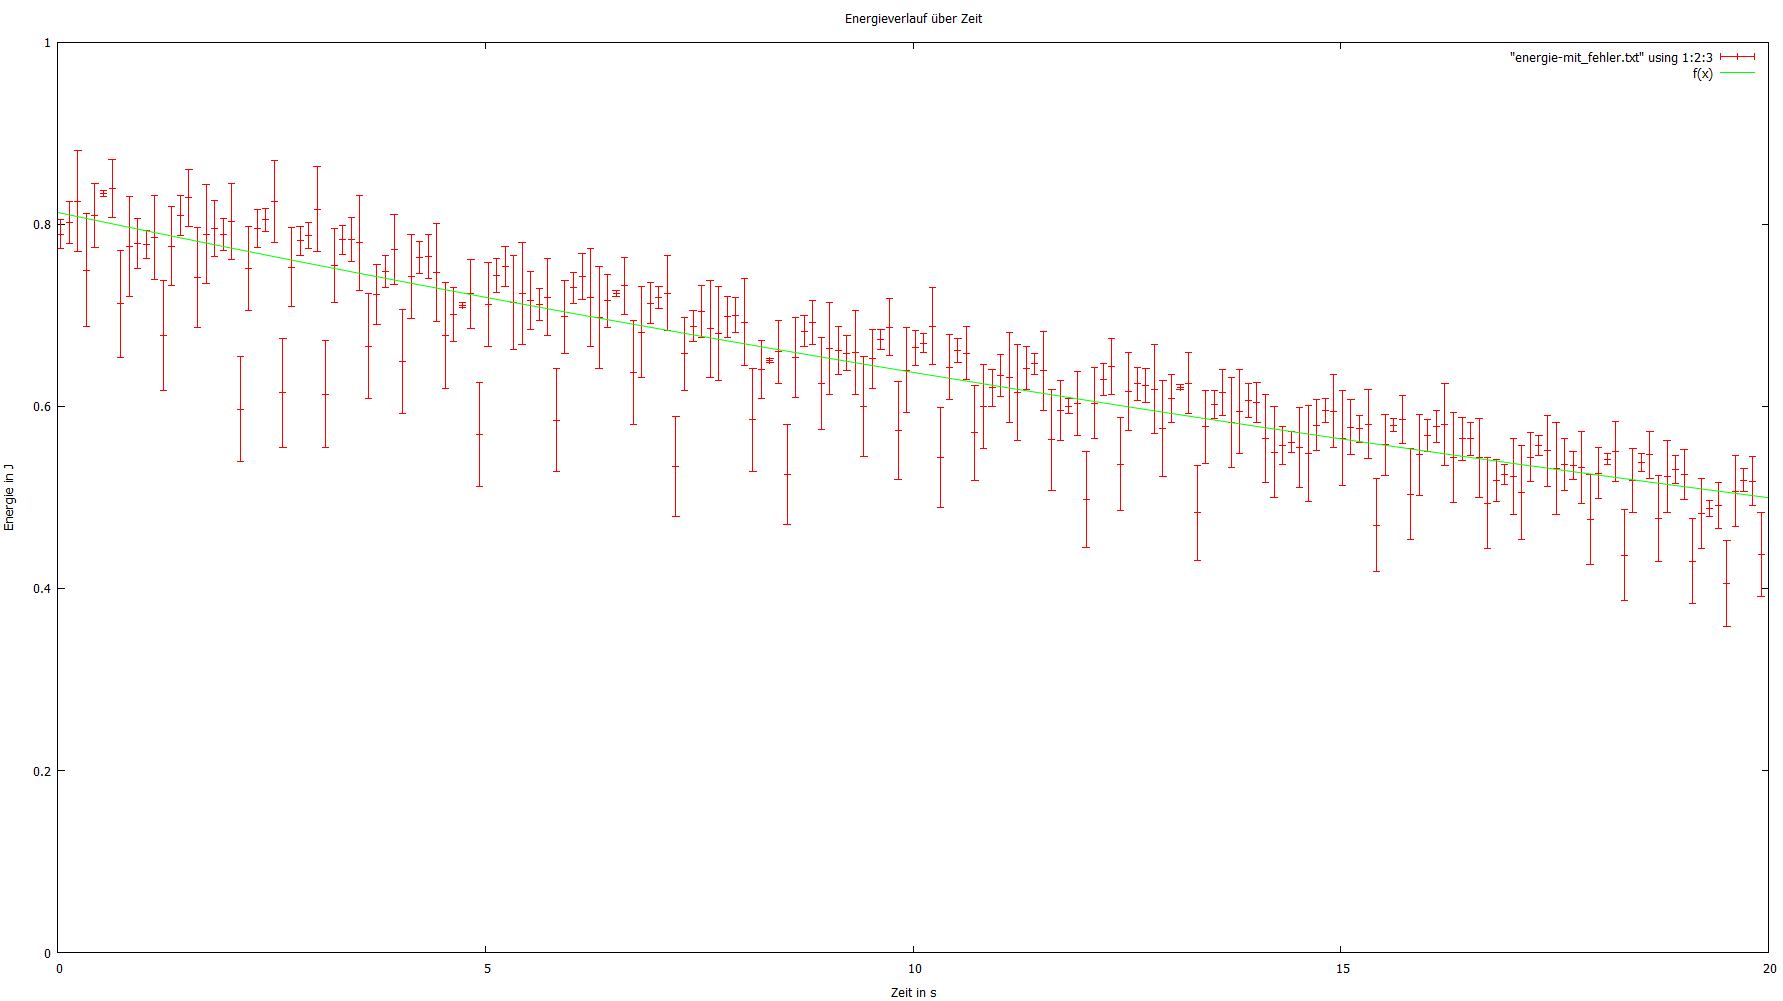 Energieverlauf über Zeit
"energie-mit_fehler.txt" using 1:2:3
f(x)
1
0.8
0.6
0.4
0.2
0
Energie in J
0 5 10 15 20
Zeit in s